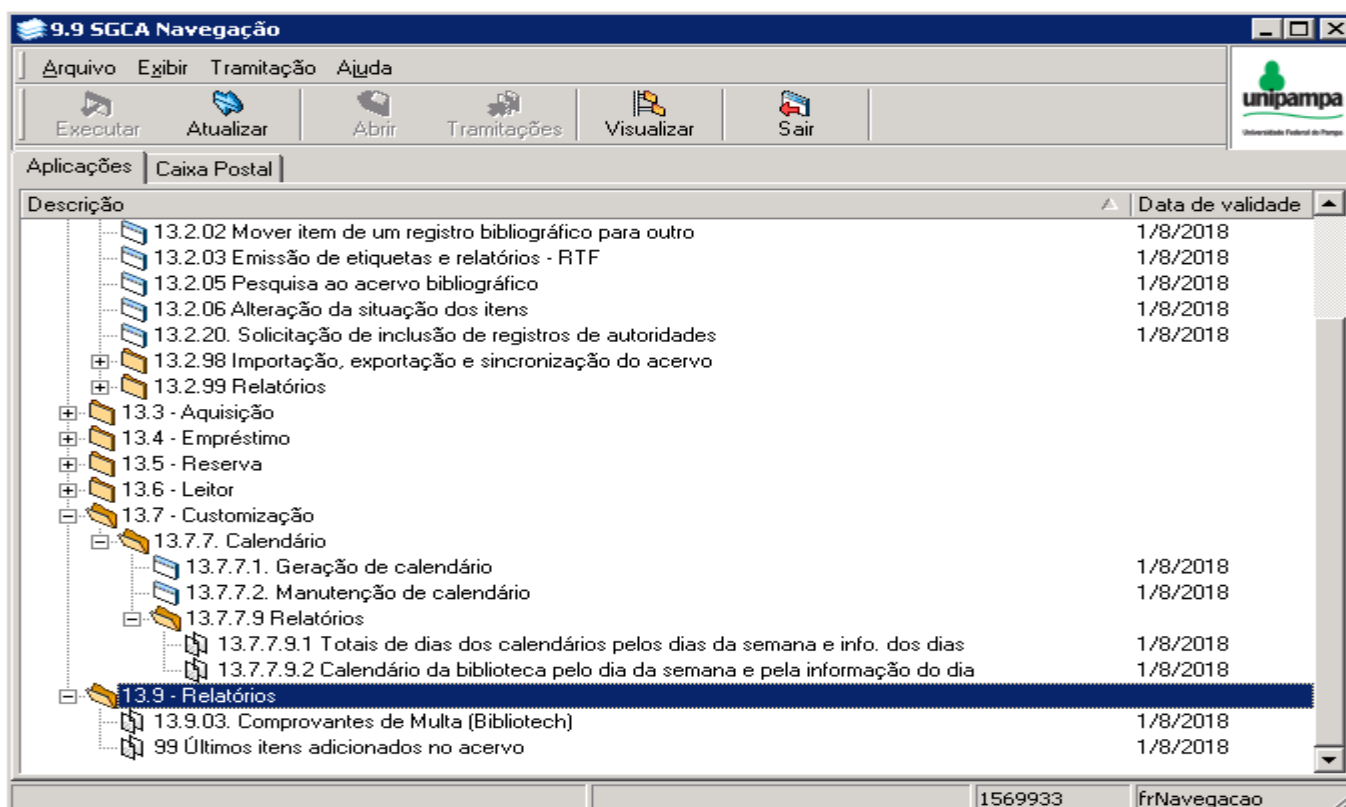 9.9 SGCA Navegação
Arquivo Exibir Tramitação Ajuda
Executar Atualizar Abrir Tramitações Visualizar Sair
unipampa
Universidade Federal do Pampa
Aplicações Caixa Postal
Descrição Data de validade
13.2.02 Mover item de um registro bibliográfico para outro 1/8/2018
13.2.03 Emissão de etiquetas e relatórios - RTF 1/8/2018
13.2.05 Pesquisa ao acervo bibliográfico 1/8/2018
13.2.06 Alteração da situação dos itens 1/8/2018
13.2.20. Solicitação de inclusão de registros de autoridades 1/8/2018
13.2.98 Importação, exportação e sincronização do acervo
13.2.99 Relatórios
13.3 - Aquisição
13.4 - Empréstimo
13.5 - Reserva
13.6 - Leitor
13.7 - Customização
13.7.7. Calendário
13.7.7.1. Geração de calendário 1/8/2018
13.7.7.2. Manutenção de calendário 1/8/2018
13.7.7.9 Relatórios
13.7.7.9.1 Totais de dias dos calendários pelos dias da semana e info. dos dias 1/8/2018
13.7.7.9.2 Calendário da biblioteca pelo dia da semana e pela informação do dia 1/8/2018
13.9 - Relatórios
13.9.03. Comprovantes de Multa (Bibliotech) 1/8/2018
99 Últimos itens adicionados no acervo 1/8/2018
1569933 frNavegacao